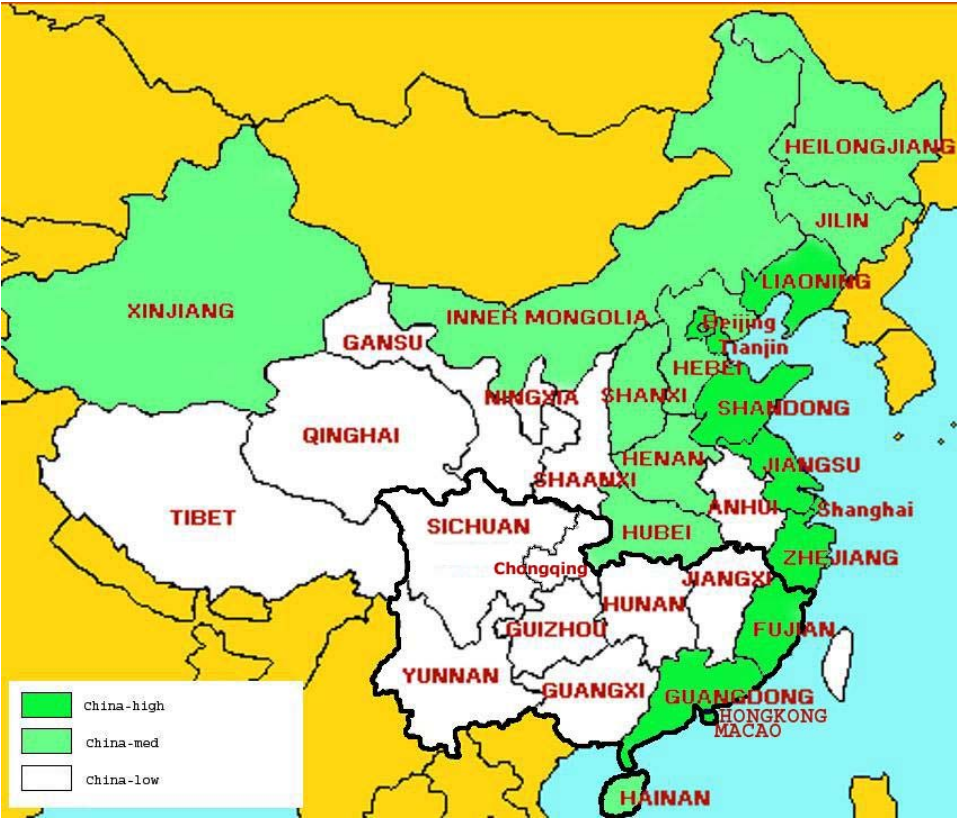 HEILONGJIANG
JILIN
LIAONING
XINJIANG
INNER MONGOLIA
Beijing
Tianjin
GANSU
HEBEI
NINGXIA
SHANXI
SHANDONG
QINGHAI
HENAN
JIANGSU
SHAANXI
ANHUI
Shanghai
TIBET
SICHUAN
HUBEI
ZHEJIANG
Chongqing
JIANGXI
HUNAN
GUIZHOU
FUJIAN
YUNNAN
GUANGXI
GUANGDONG
HONGKONG
MACAO
HAINAN
China-high
China-med
China-low